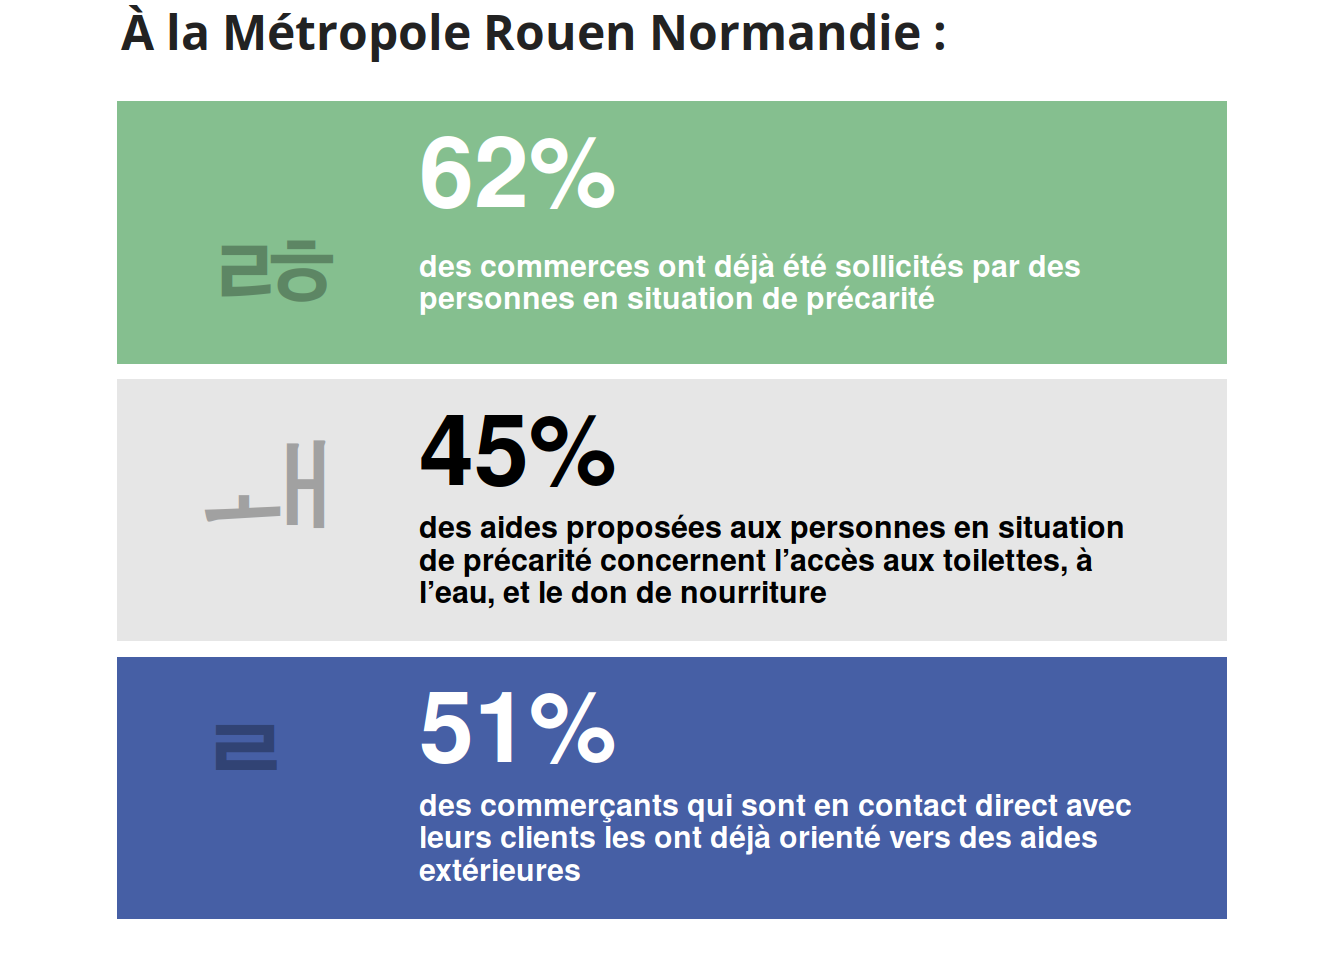 À la Métropole Rouen Normandie :
62%
des commerces ont déjà été sollicités par des
personnes en situation de précarité
45%
des aides proposées aux personnes en situation
de précarité concernent l’accès aux toilettes, à
l’eau, et le don de nourriture
51%
des commerçants qui sont en contact direct avec
leurs clients les ont déjà orienté vers des aides
extérieures